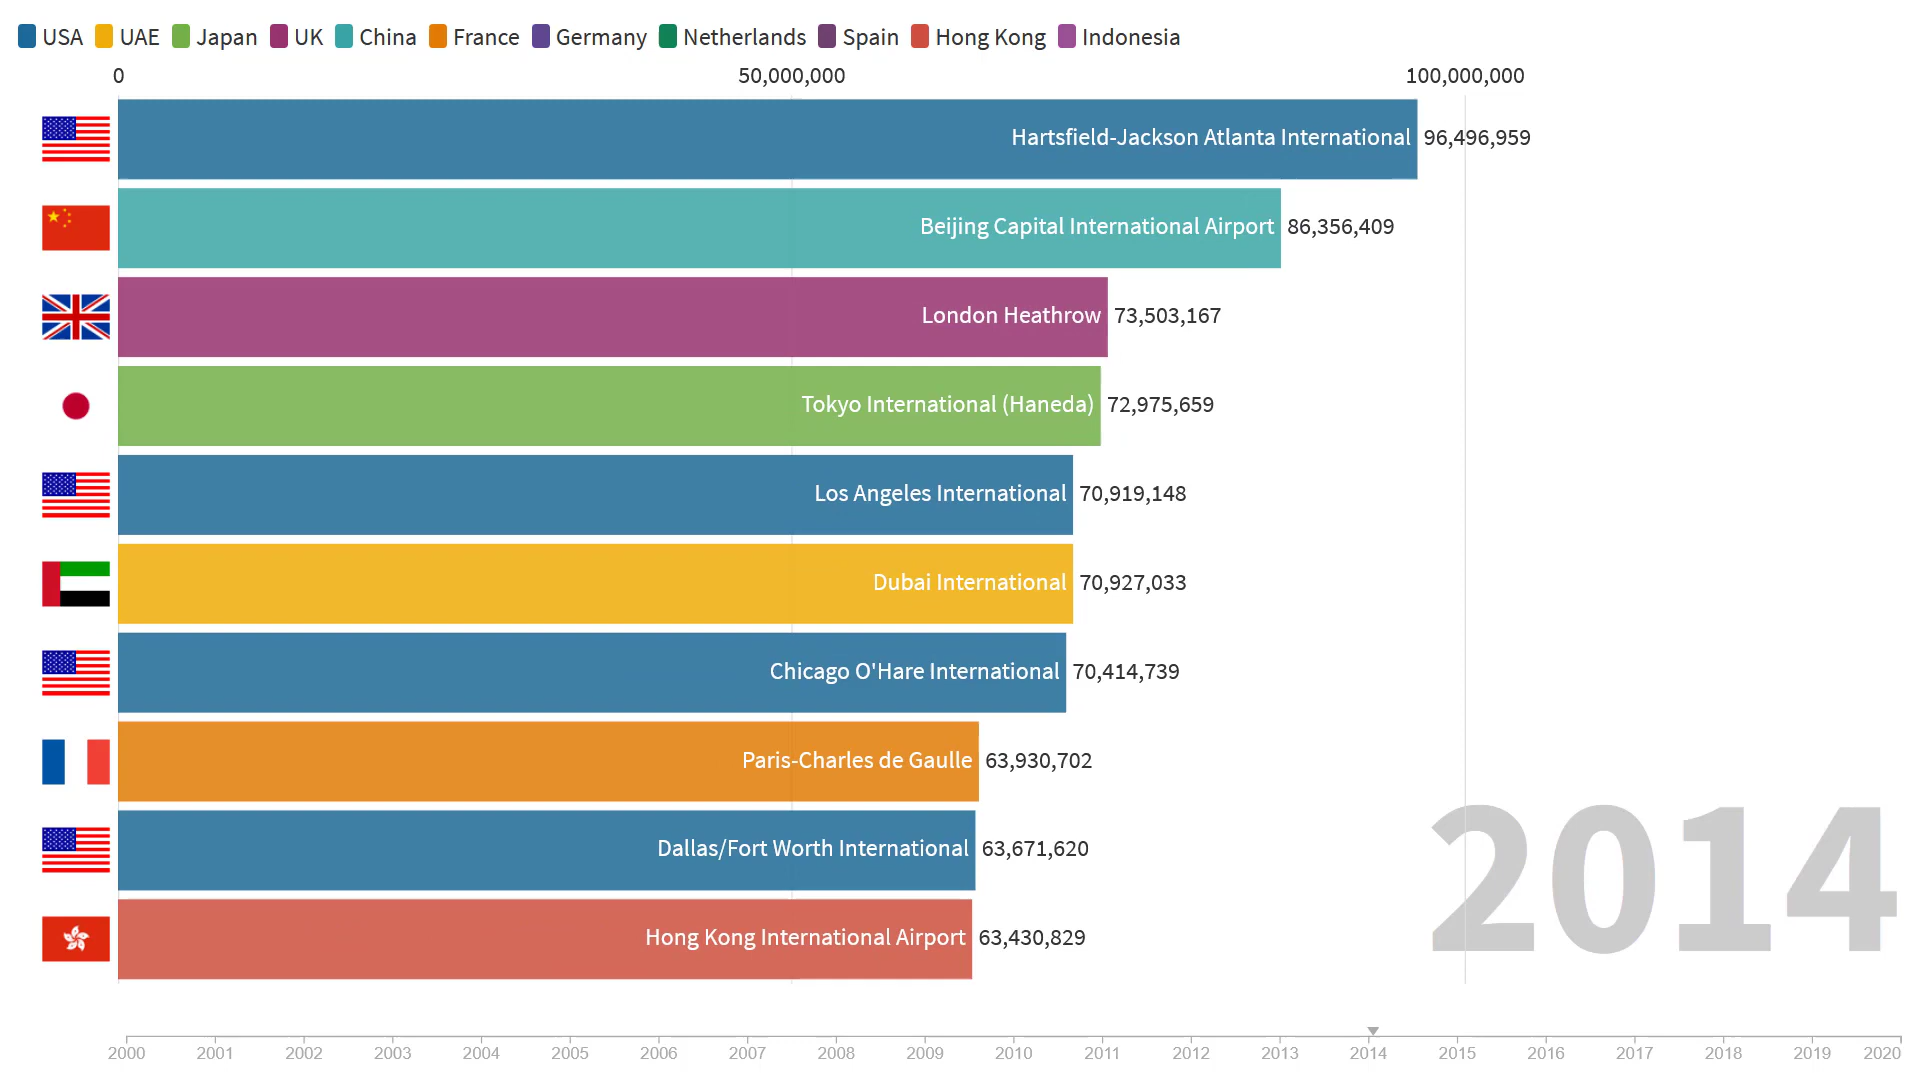 USA UAE Japan UK China France Germany Netherlands Spain Hong Kong Indonesia
0 50,000,000 100,000,000
Hartsfield-Jackson Atlanta International 96,496,959
Beijing Capital International Airport 86,356,409
London Heathrow 73,503,167
Tokyo International (Haneda) 72,975,659
Los Angeles International 70,919,148
Dubai International 70,927,033
Chicago O'Hare International 70,414,739
Paris-Charles de Gaulle 63,930,702
Dallas/Fort Worth International 63,671,620
Hong Kong International Airport 63,430,829
2014
2000 2001 2002 2003 2004 2005 2006 2007 2008 2009 2010 2011 2012 2013 2014 2015 2016 2017 2018 2019 2020